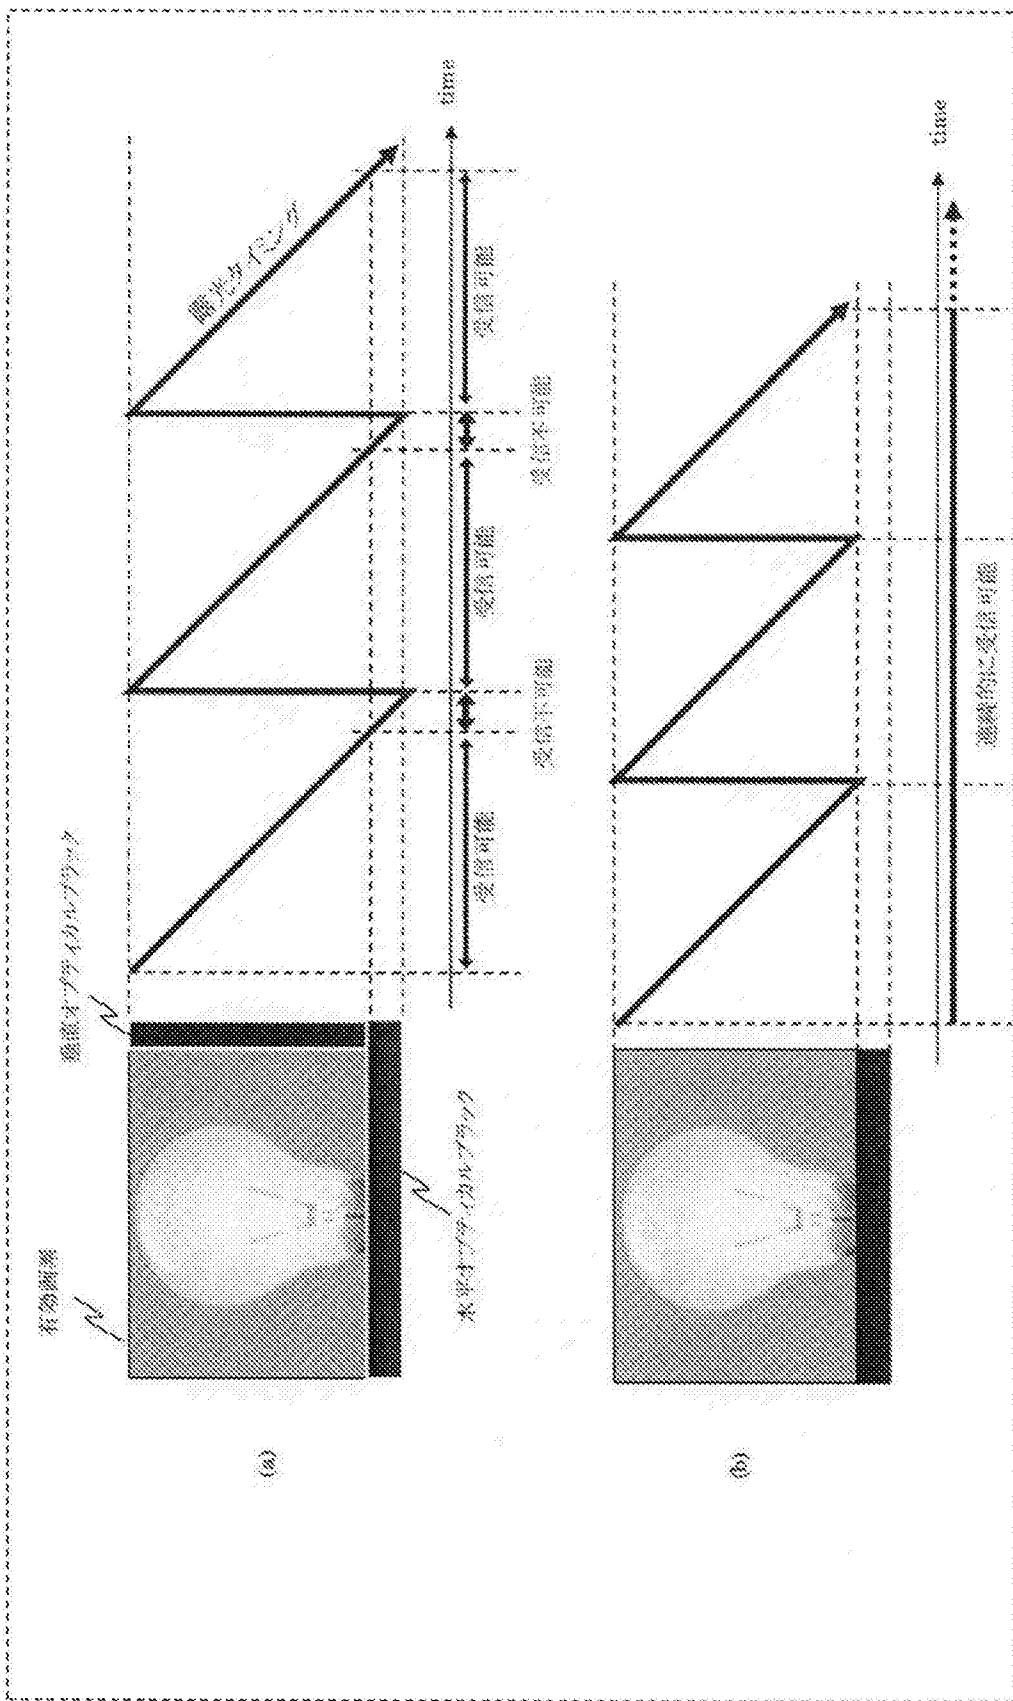 (a)
有効画素
垂直オプティカルブラック
水平オプティカルブラック
露光タイミング
time
受信可能
受信不可能
受信可能
受信不可能
受信可能
(b)
time
連続的に受信可能